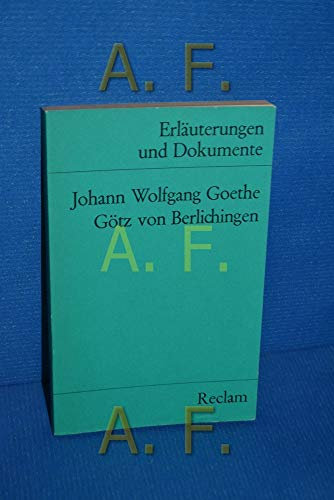 A. F.
Erläuterungen
und Dokumente
Johann Wolfgang Goethe
Götz von Berlichingen
A. F.
Reclam
A. F.